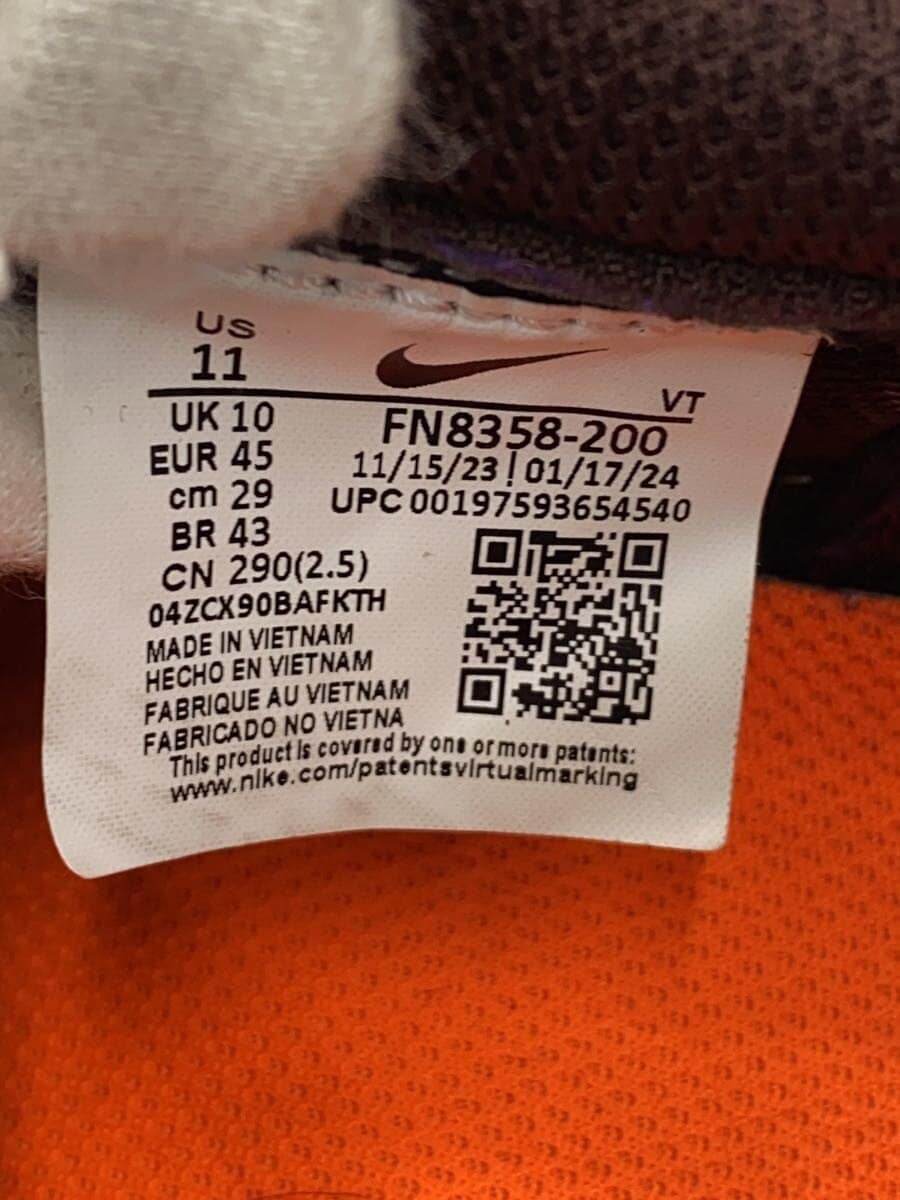 US
11
VT
UK 10
EUR 45
cm 29
BR 43
CN 290(2.5)
FN8358-200
11/15/23 | 01/17/24
UPC 00197593654540
04ZCX90BAFKTH
MADE IN VIETNAM
HECHO EN VIETNAM
FABRIQUE AU VIETNAM
FABRICADO NO VIETNA
This product is covered by one or more patents:
www.nike.com/patentsvirtualmarking